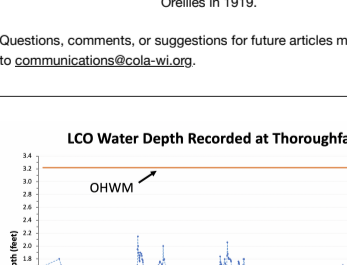 Oreilles in 1919.
Questions, comments, or suggestions for future articles m
to communications@cola-wi.org.
LCO Water Depth Recorded at Thoroughfa
3.4
3.2
OHWM
3.0
2.8
2.6
2.4
2.2
2.0
1.8
(feet)